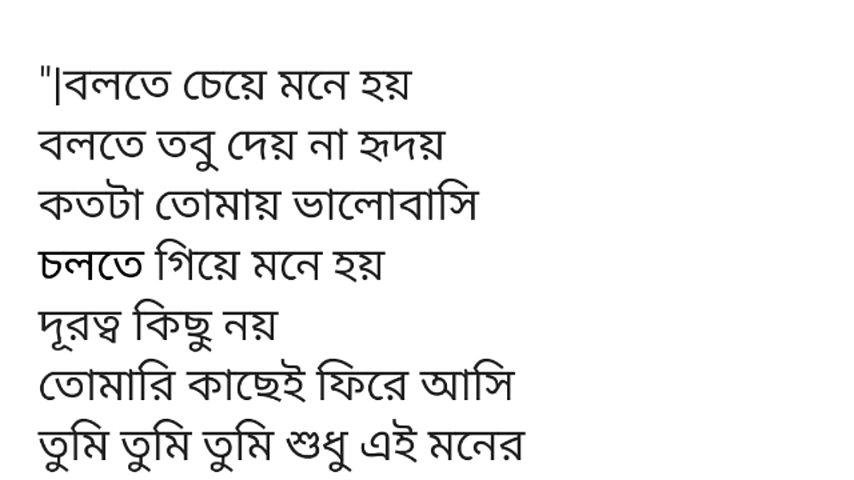 "|বলতে চেয়ে মনে হয়
বলতে তবু দেয় না হৃদয়
কতটা তোমায় ভালোবাসি
চলতে গিয়ে মনে হয়
দূরত্ব কিছু নয়
তোমারি কাছেই ফিরে আসি
তুমি তুমি তুমি শুধু এই মনের